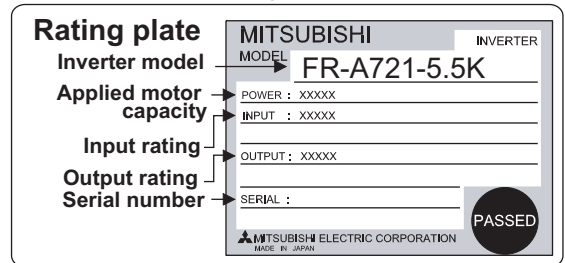 Rating plate
Inverter model
Applied motor
capacity
Input rating
Output rating
Serial number
MITSUBISHI
INVERTER
MODEL
FR-A721-5.5K
POWER : XXXXX
INPUT : XXXXX
OUTPUT : XXXXX
SERIAL :
PASSED
MITSUBISHI ELECTRIC CORPORATION
MADE IN JAPAN